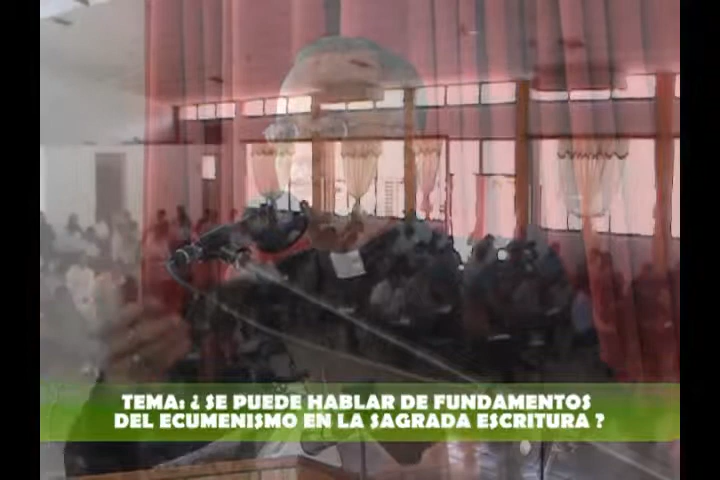 TEMA: ¿ SE PUEDE HABLAR DE FUNDAMENTOS
DEL ECUMENISMO EN LA SAGRADA ESCRITURA ?